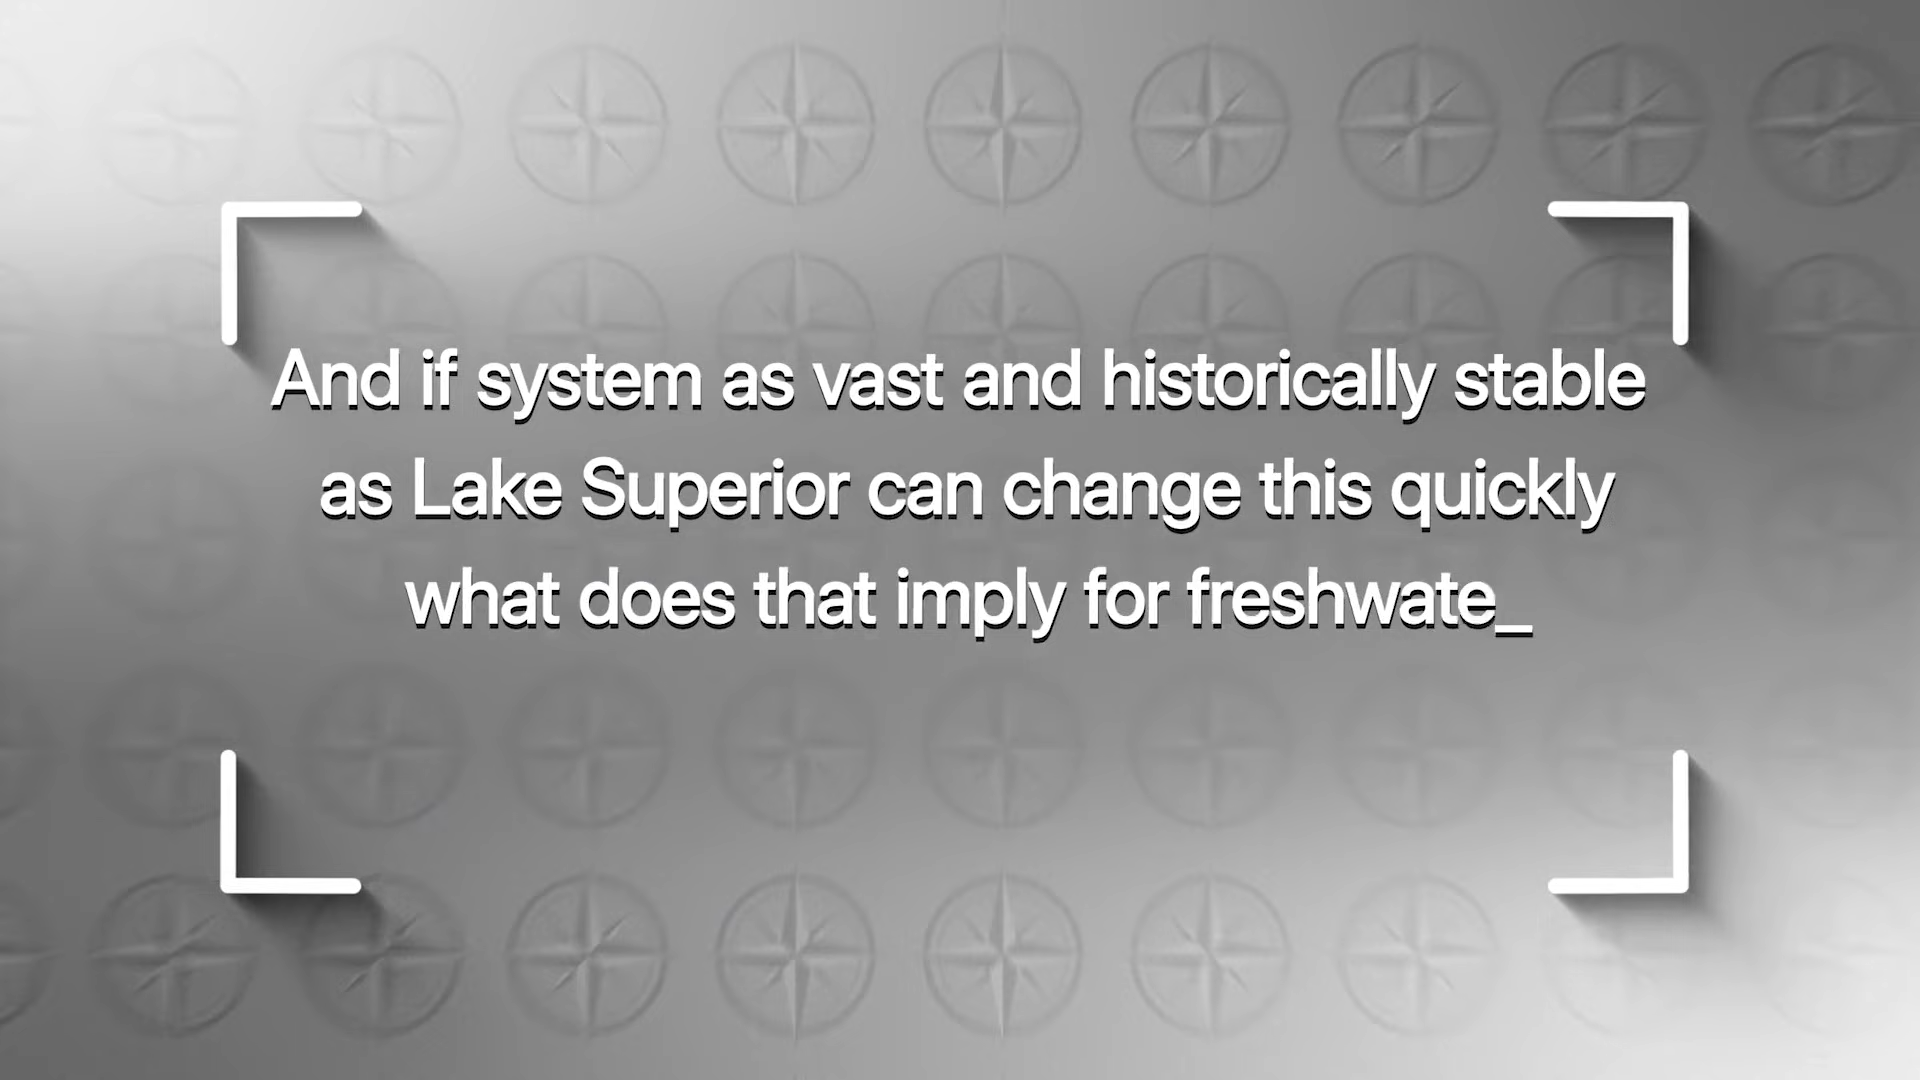 And if system as vast and historically stable
as Lake Superior can change this quickly
what does that imply for freshwate_